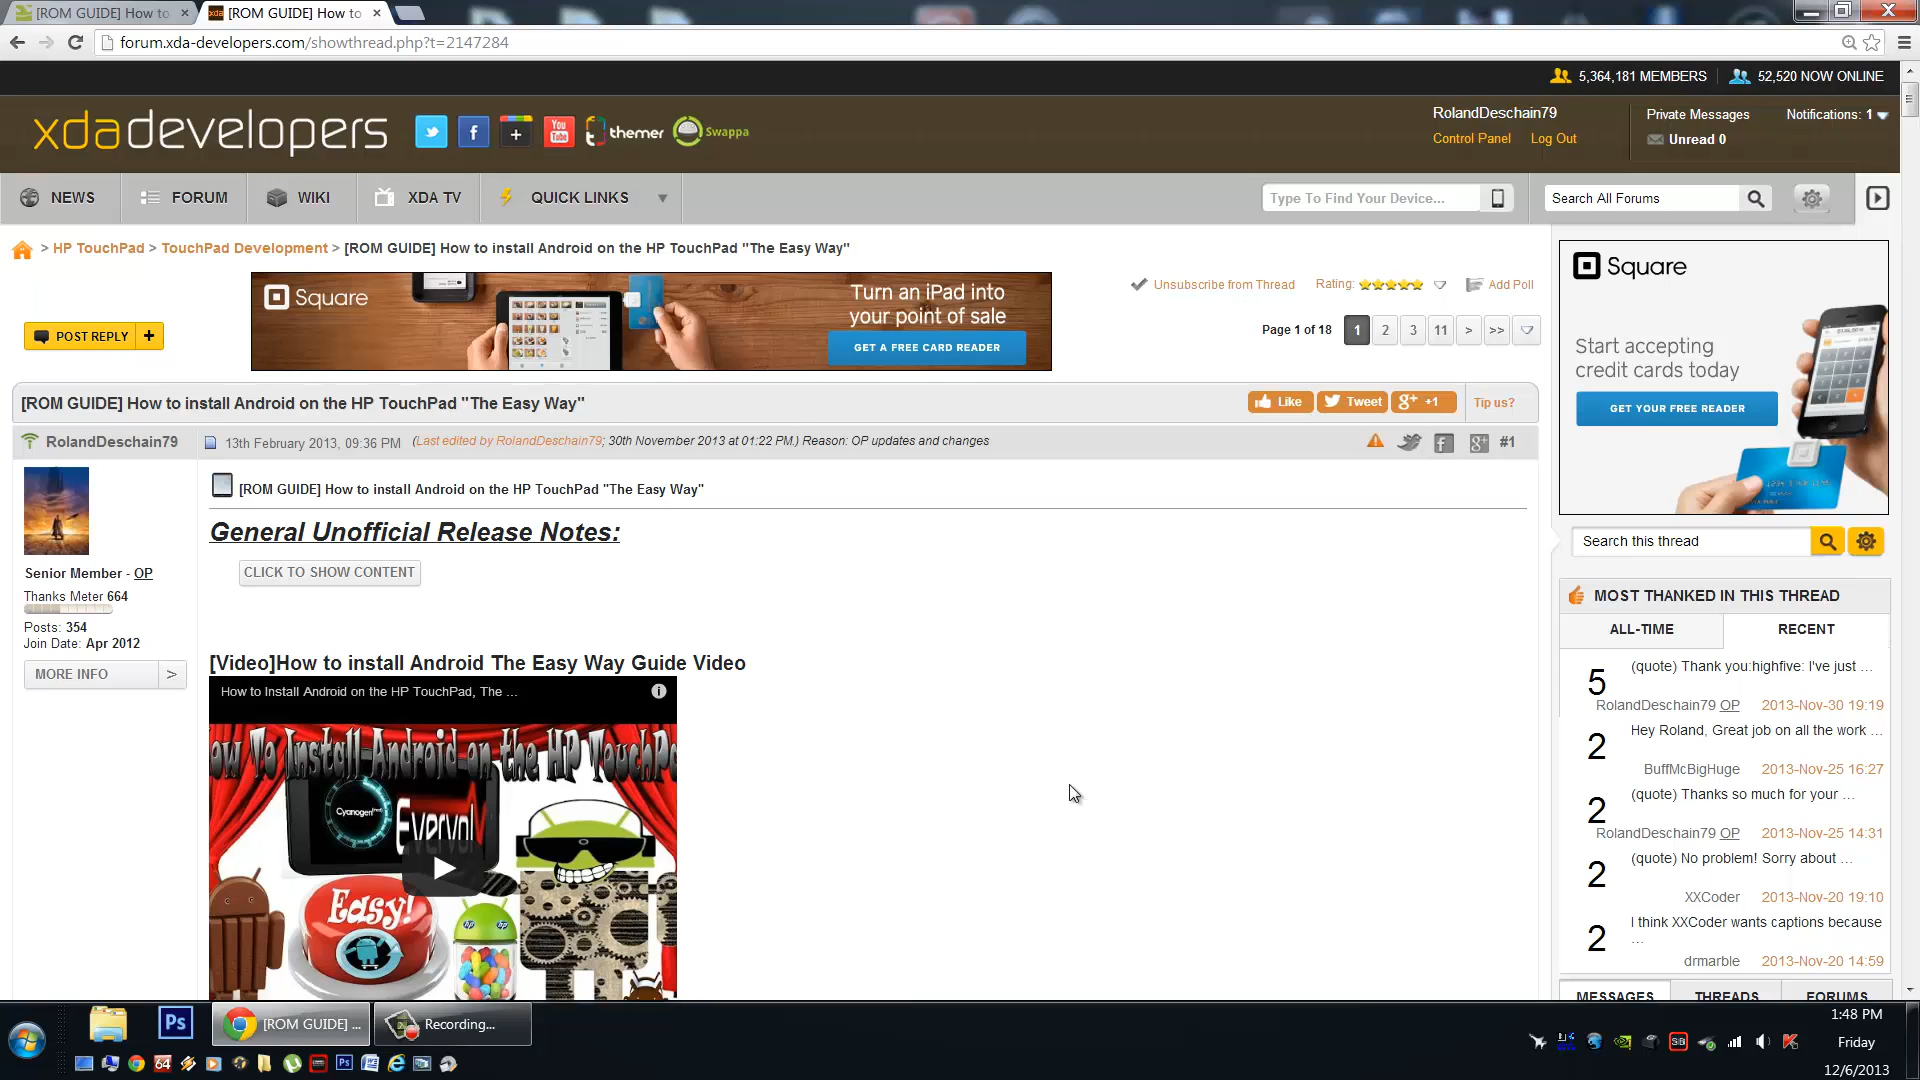 [ROM GUIDE] How to
[ROM GUIDE] How to
forum.xda-developers.com/showthread.php?t=2147284
5,364,181 MEMBERS
52,520 NOW ONLINE
xdadevelopers
You Tube
themer
Swappa
RolandDeschain79
Control Panel
Log Out
Private Messages
Unread 0
Notifications: 1
NEWS
FORUM
WIKI
XDA TV
QUICK LINKS
Type To Find Your Device...
Search All Forums
> HP TouchPad > TouchPad Development > [ROM GUIDE] How to install Android on the HP TouchPad "The Easy Way"
POST REPLY +
Square
Turn an iPad into
your point of sale
GET A FREE CARD READER
Unsubscribe from Thread
Rating:
Add Poll
Page 1 of 18
1 2 3 11 > >>
Square
Start accepting
credit cards today
GET YOUR FREE READER
[ROM GUIDE] How to install Android on the HP TouchPad "The Easy Way"
Like
Tweet
g+ +1
Tip us?
RolandDeschain79
13th February 2013, 09:36 PM
(Last edited by RolandDeschain79; 30th November 2013 at 01:22 PM.) Reason: OP updates and changes
#1
Senior Member - OP
Thanks Meter 664
Posts: 354
Join Date: Apr 2012
MORE INFO >
[ROM GUIDE] How to install Android on the HP TouchPad "The Easy Way"
General Unofficial Release Notes:
CLICK TO SHOW CONTENT
[Video]How to install Android The Easy Way Guide Video
How to Install Android on the HP TouchPad, The ...
ow To Install Android on the HP TouchPa
Cyanogen
Evervol
Easy!
Search this thread
MOST THANKED IN THIS THREAD
ALL-TIME
RECENT
5
(quote) Thank you:highfive: I've just ...
RolandDeschain79 OP
2013-Nov-30 19:19
2
Hey Roland, Great job on all the work ...
BuffMcBigHuge
2013-Nov-25 16:27
2
(quote) Thanks so much for your ...
RolandDeschain79 OP
2013-Nov-25 14:31
2
(quote) No problem! Sorry about ...
XXCoder
2013-Nov-20 19:10
2
I think XXCoder wants captions because
...
drmarble
2013-Nov-20 14:59
MESSAGES
THREADS
FORUMS
Ps
[ROM GUIDE] ...
Recording...
64
Ps
1:48 PM
Friday
12/6/2013